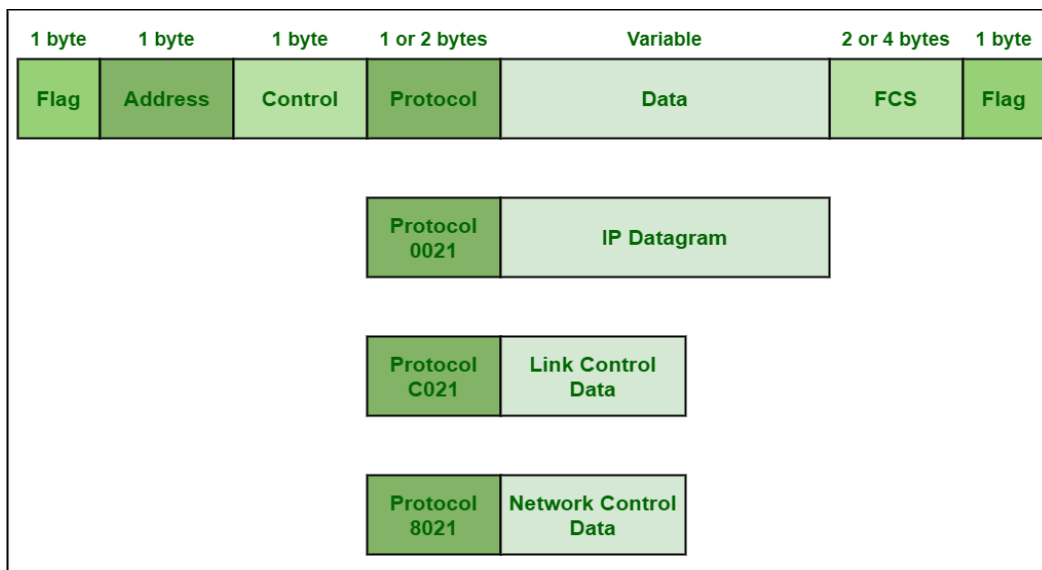 1 byte 1 byte 1 byte 1 or 2 bytes Variable 2 or 4 bytes 1 byte
Flag Address Control Protocol Data FCS Flag
Protocol
0021
IP Datagram
Protocol
C021
Link Control
Data
Protocol
8021
Network Control
Data